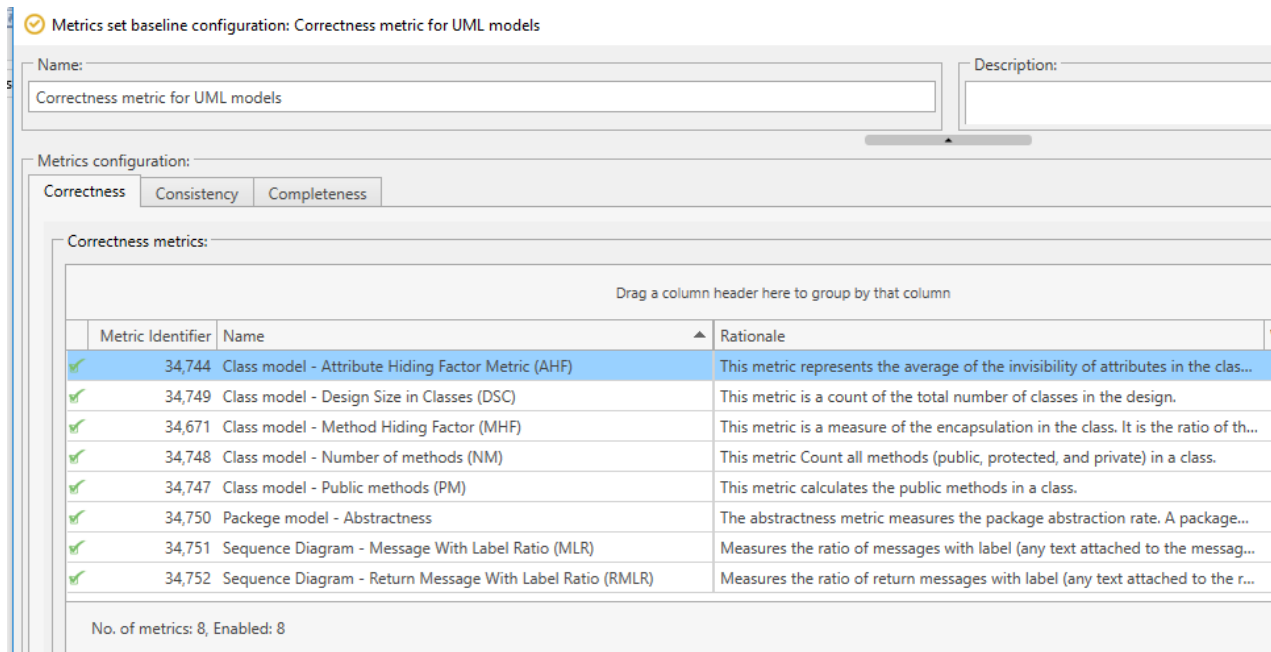 Metrics set baseline configuration: Correctness metric for UML models
Name:
Description:
Correctness metric for UML models
Metrics configuration:
Correctness Consistency Completeness
Correctness metrics:
Drag a column header here to group by that column
Metric Identifier Name Rationale
34,744 Class model - Attribute Hiding Factor Metric (AHF) This metric represents the average of the invisibility of attributes in the clas...
34,749 Class model - Design Size in Classes (DSC) This metric is a count of the total number of classes in the design.
34,671 Class model - Method Hiding Factor (MHF) This metric is a measure of the encapsulation in the class. It is the ratio of th...
34,748 Class model - Number of methods (NM) This metric Count all methods (public, protected, and private) in a class.
34,747 Class model - Public methods (PM) This metric calculates the public methods in a class.
34,750 Packege model - Abstractness The abstractness metric measures the package abstraction rate. A package...
34,751 Sequence Diagram - Message With Label Ratio (MLR) Measures the ratio of messages with label (any text attached to the messag...
34,752 Sequence Diagram - Return Message With Label Ratio (RMLR) Measures the ratio of return messages with label (any text attached to the r...
No. of metrics: 8, Enabled: 8